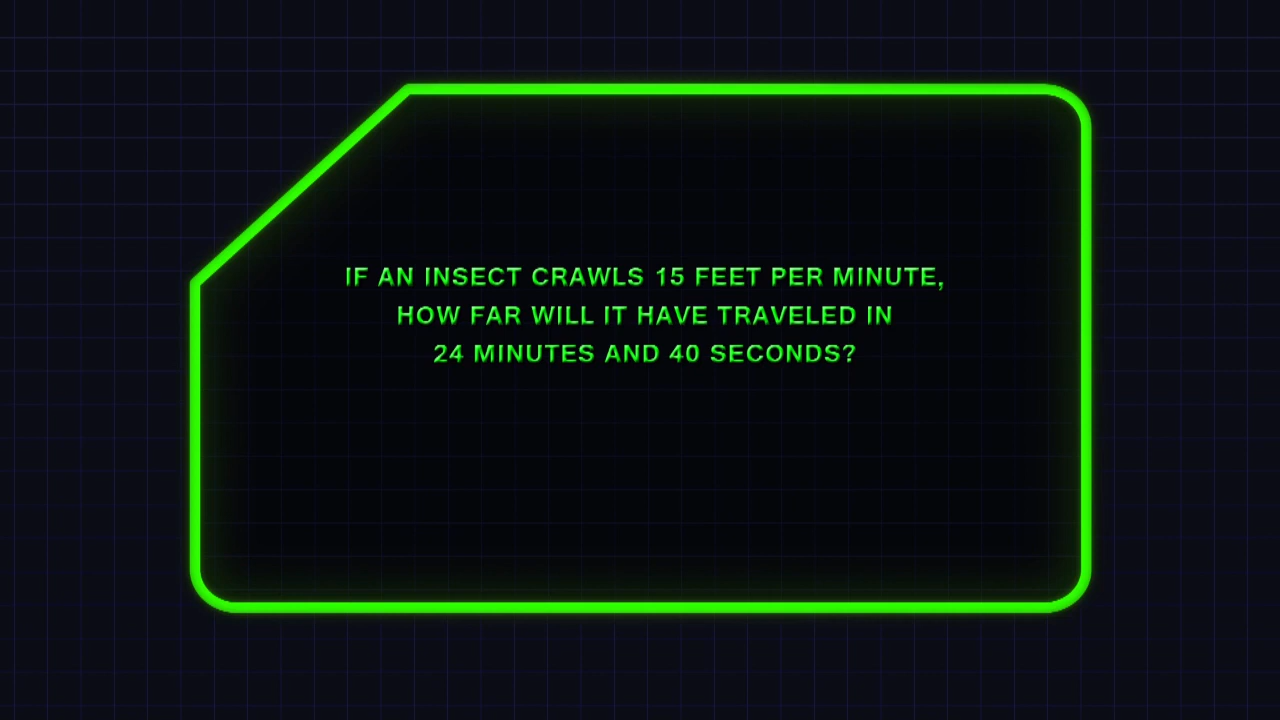 IF AN INSECT CRAWLS 15 FEET PER MINUTE,
HOW FAR WILL IT HAVE TRAVELED IN
24 MINUTES AND 40 SECONDS?